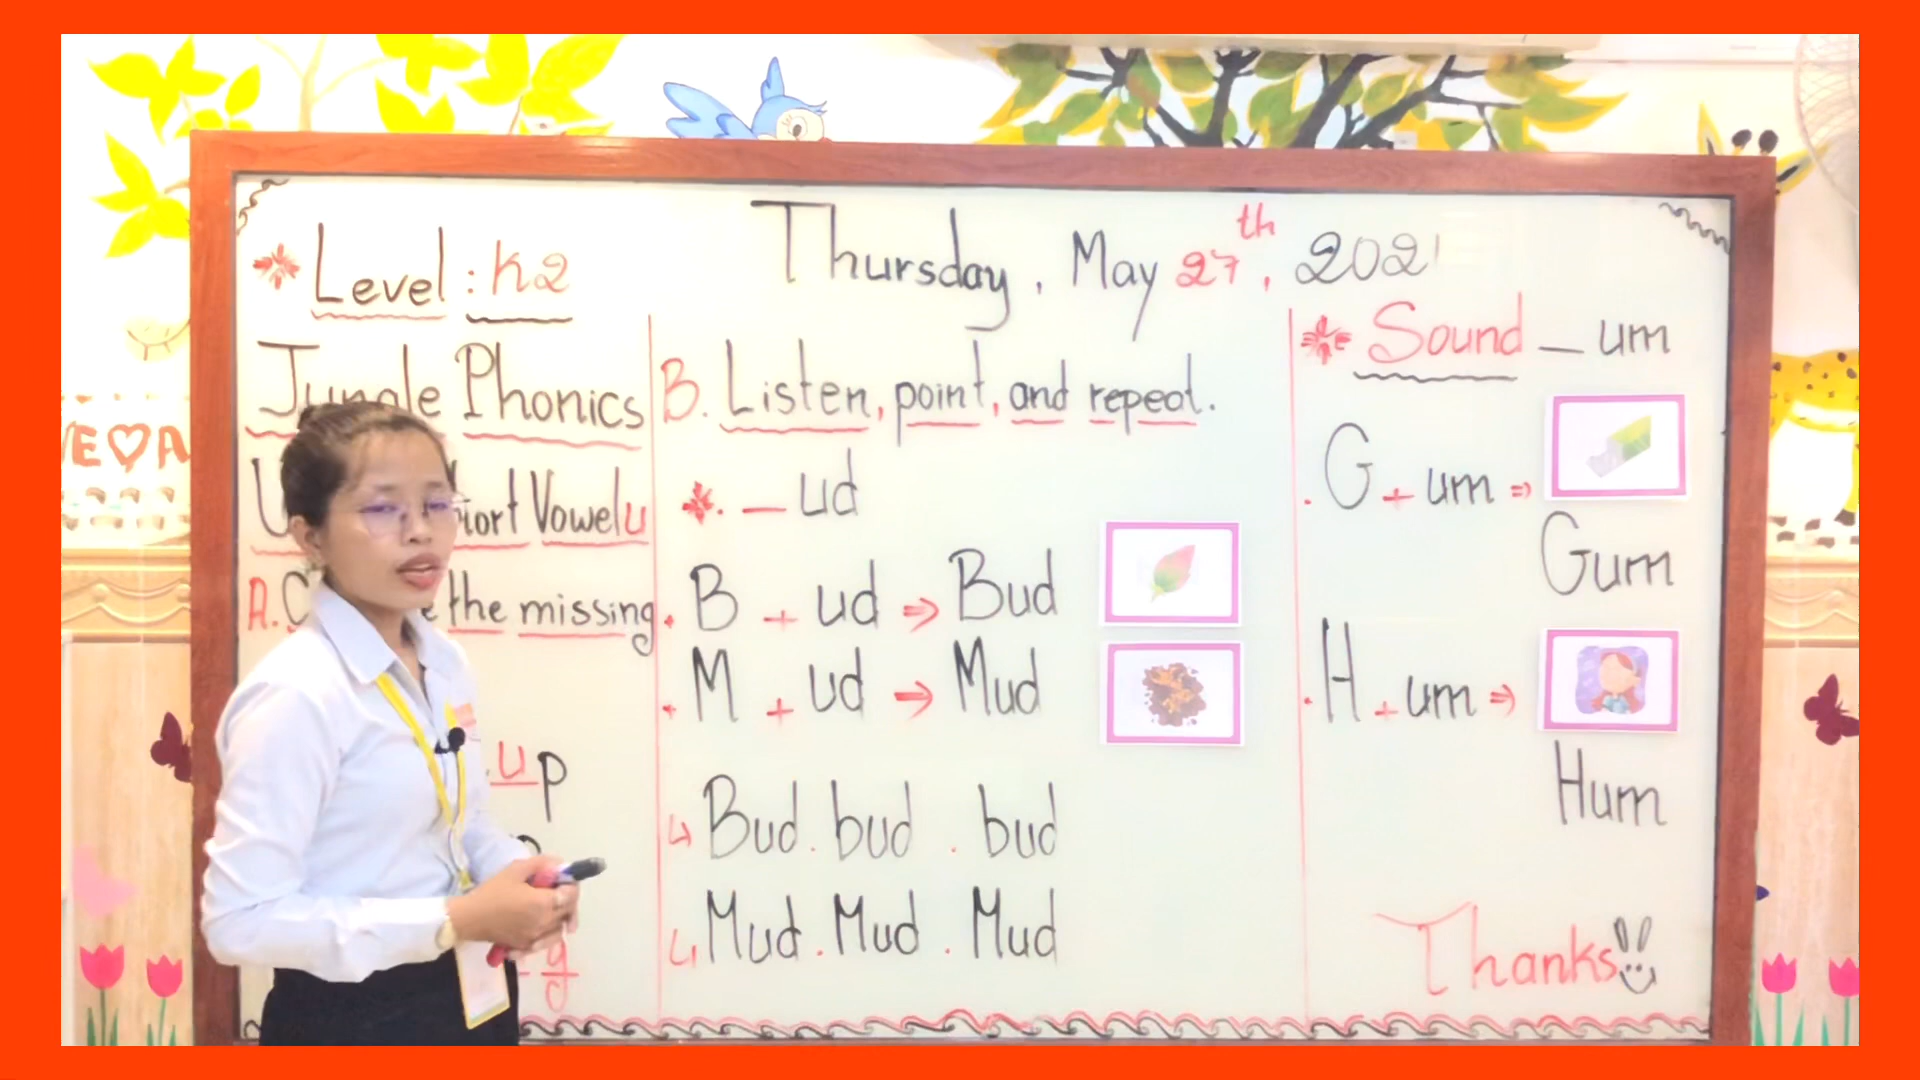 Thursday, May 27th, 2021
Level : K2
Jungle Phonics
Vowel u
A. the missing
up
g
B. Listen, point, and repeat.
_ ud
. B + ud ⇒ Bud
. M + ud → Mud
↳ Bud . bud . bud
↳ Mud . Mud . Mud
Sound _ um
. G + um ⇒
Gum
. H + um ⇒
Hum
Thanks!!